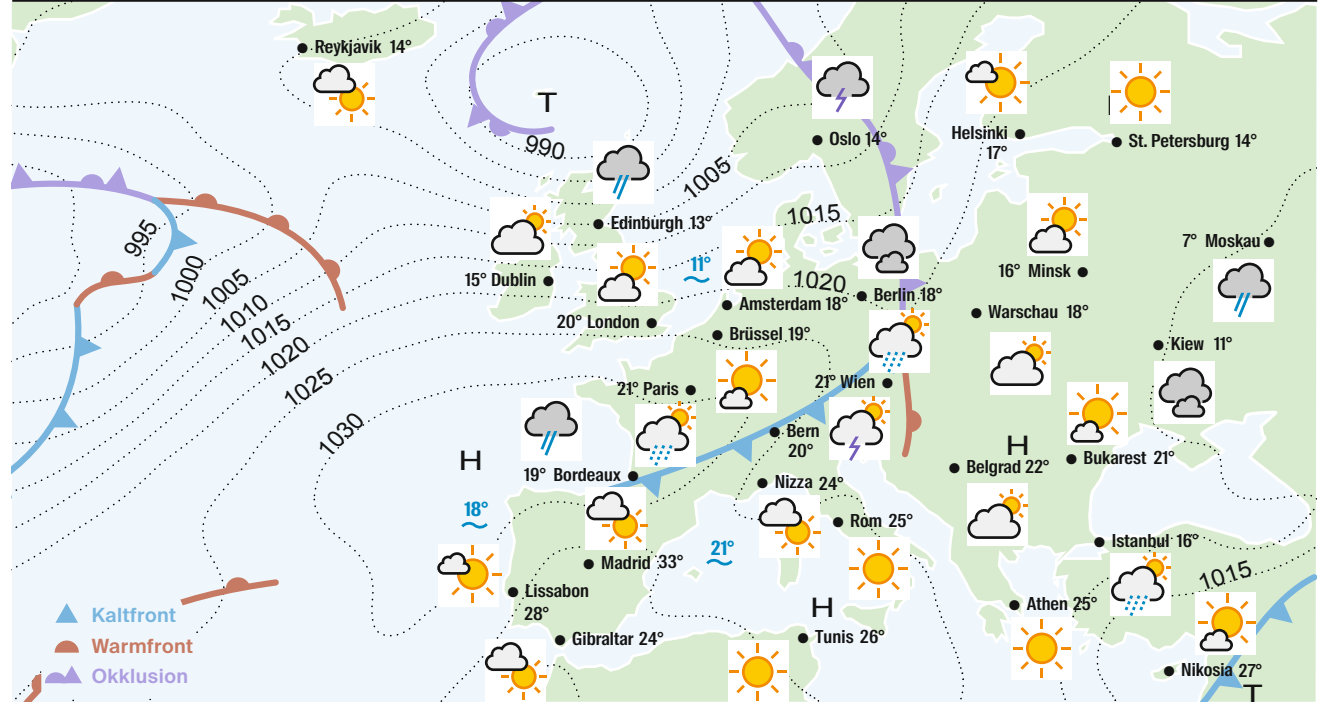 Reykjavik 14°
T
990
Oslo 14°
Helsinki
17°
St. Petersburg 14°
1005
995
Edinburgh 13°
1015
7° Moskau
1000
1005
1010
1015
1020
1025
1030
15° Dublin
11°
1020
16° Minsk
20° London
Amsterdam 18°
Berlin 18°
Warschau 18°
Brüssel 19°
Kiew 11°
21° Paris
21° Wien
Bern
20°
H
19° Bordeaux
H
Belgrad 22°
Bukarest 21°
Nizza 24°
18°
Rom 25°
21°
Istanbul 16°
Madrid 33°
1015
Lissabon
28°
H
Athen 25°
Gibraltar 24°
Tunis 26°
Nikosia 27°
T
Kaltfront
Warmfront
Okklusion